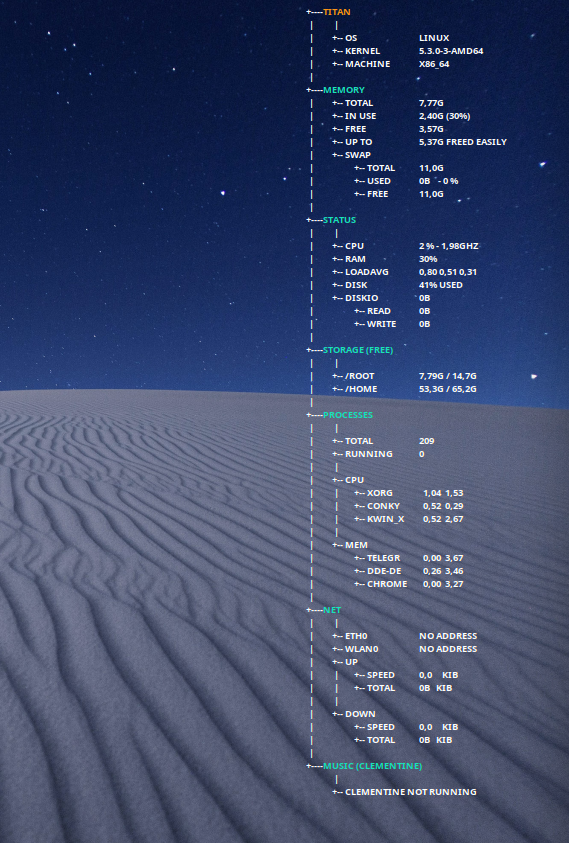 +----TITAN
|    |
|    +-- OS    LINUX
|    +-- KERNEL    5.3.0-3-AMD64
|    +-- MACHINE    X86_64
|
+----MEMORY
|    +-- TOTAL    7,77G
|    +-- IN USE    2,40G (30%)
|    +-- FREE    3,57G
|    +-- UP TO    5,37G FREED EASILY
|    +-- SWAP
|        +-- TOTAL    11,0G
|        +-- USED    0B - 0 %
|        +-- FREE    11,0G
|
+----STATUS
|    |
|    +-- CPU    2 % - 1,98GHZ
|    +-- RAM    30%
|    +-- LOADAVG    0,80 0,51 0,31
|    +-- DISK    41% USED
|    +-- DISKIO    0B
|        +-- READ    0B
|        +-- WRITE    0B
|
+----STORAGE (FREE)
|    |
|    +-- /ROOT    7,79G / 14,7G
|    +-- /HOME    53,3G / 65,2G
|
+----PROCESSES
|    |
|    +-- TOTAL    209
|    +-- RUNNING    0
|    |
|    +-- CPU
|    |   +-- XORG    1,04 1,53
|    |   +-- CONKY    0,52 0,29
|    |   +-- KWIN_X    0,52 2,67
|    |
|    +-- MEM
|        +-- TELEGR    0,00 3,67
|        +-- DDE-DE    0,26 3,46
|        +-- CHROME    0,00 3,27
|
+----NET
|    |
|    +-- ETH0    NO ADDRESS
|    +-- WLAN0    NO ADDRESS
|    +-- UP
|    |   +-- SPEED    0,0 KIB
|    |   +-- TOTAL    0B KIB
|    |
|    +-- DOWN
|        +-- SPEED    0,0 KIB
|        +-- TOTAL    0B KIB
|
+----MUSIC (CLEMENTINE)
     |
     +-- CLEMENTINE NOT RUNNING